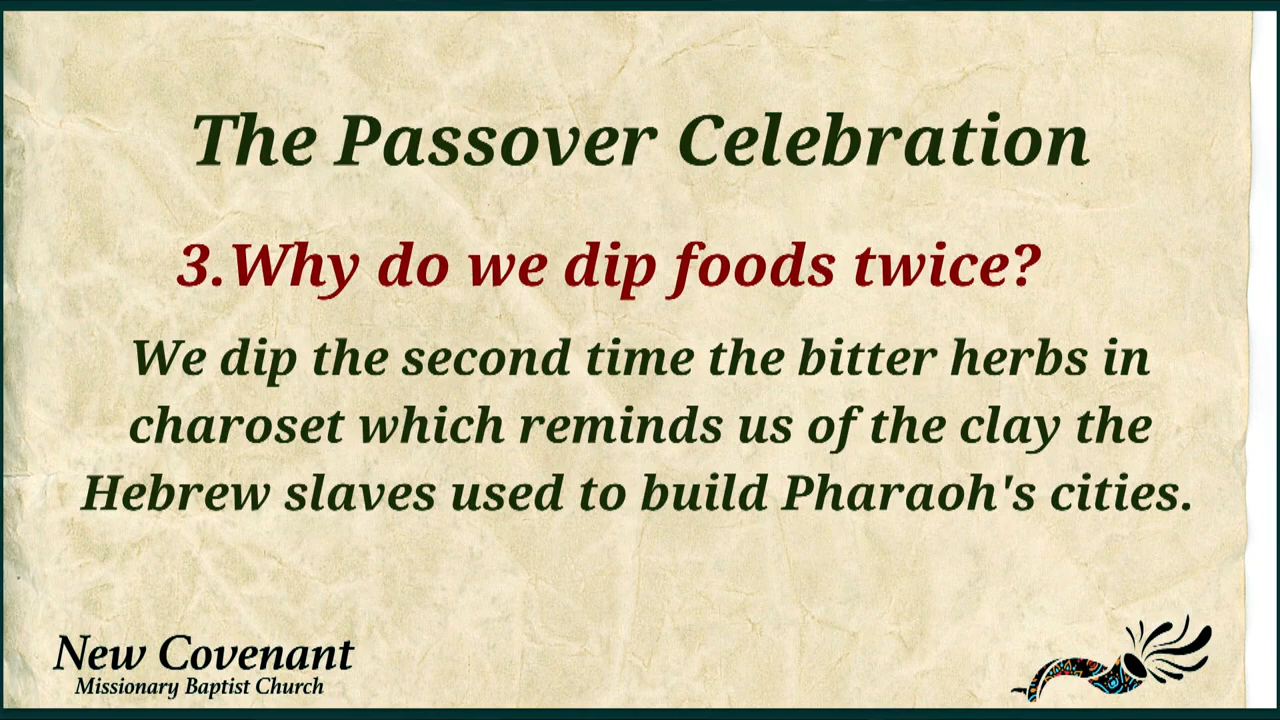 The Passover Celebration
3.Why do we dip foods twice?
We dip the second time the bitter herbs in
charoset which reminds us of the clay the
Hebrew slaves used to build Pharaoh's cities.
New Covenant
Missionary Baptist Church